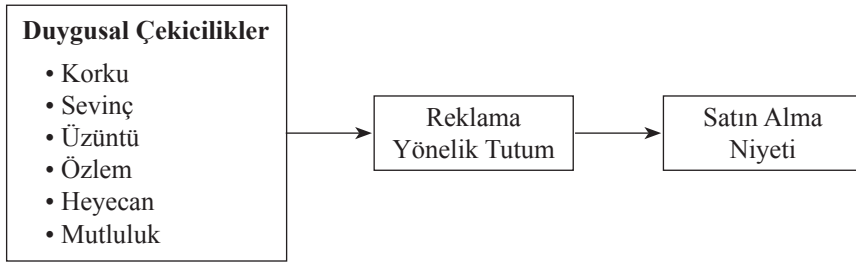 Duygusal Çekicilikler
• Korku
• Sevinç
• Üzüntü
• Özlem
• Heyecan
• Mutluluk
Reklama
Yönelik Tutum
Satın Alma
Niyeti